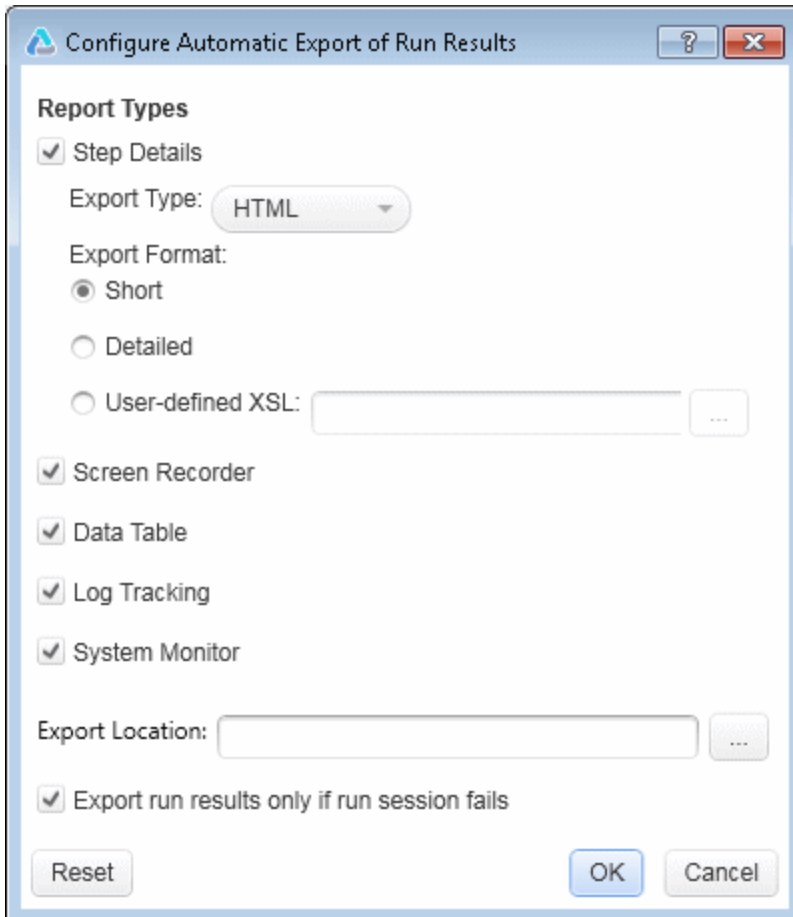 Configure Automatic Export of Run Results ?
Report Types
Step Details
Export Type: HTML
Export Format:
Short
Detailed
User-defined XSL: ...
Screen Recorder
Data Table
Log Tracking
System Monitor
Export Location: ...
Export run results only if run session fails
Reset OK Cancel